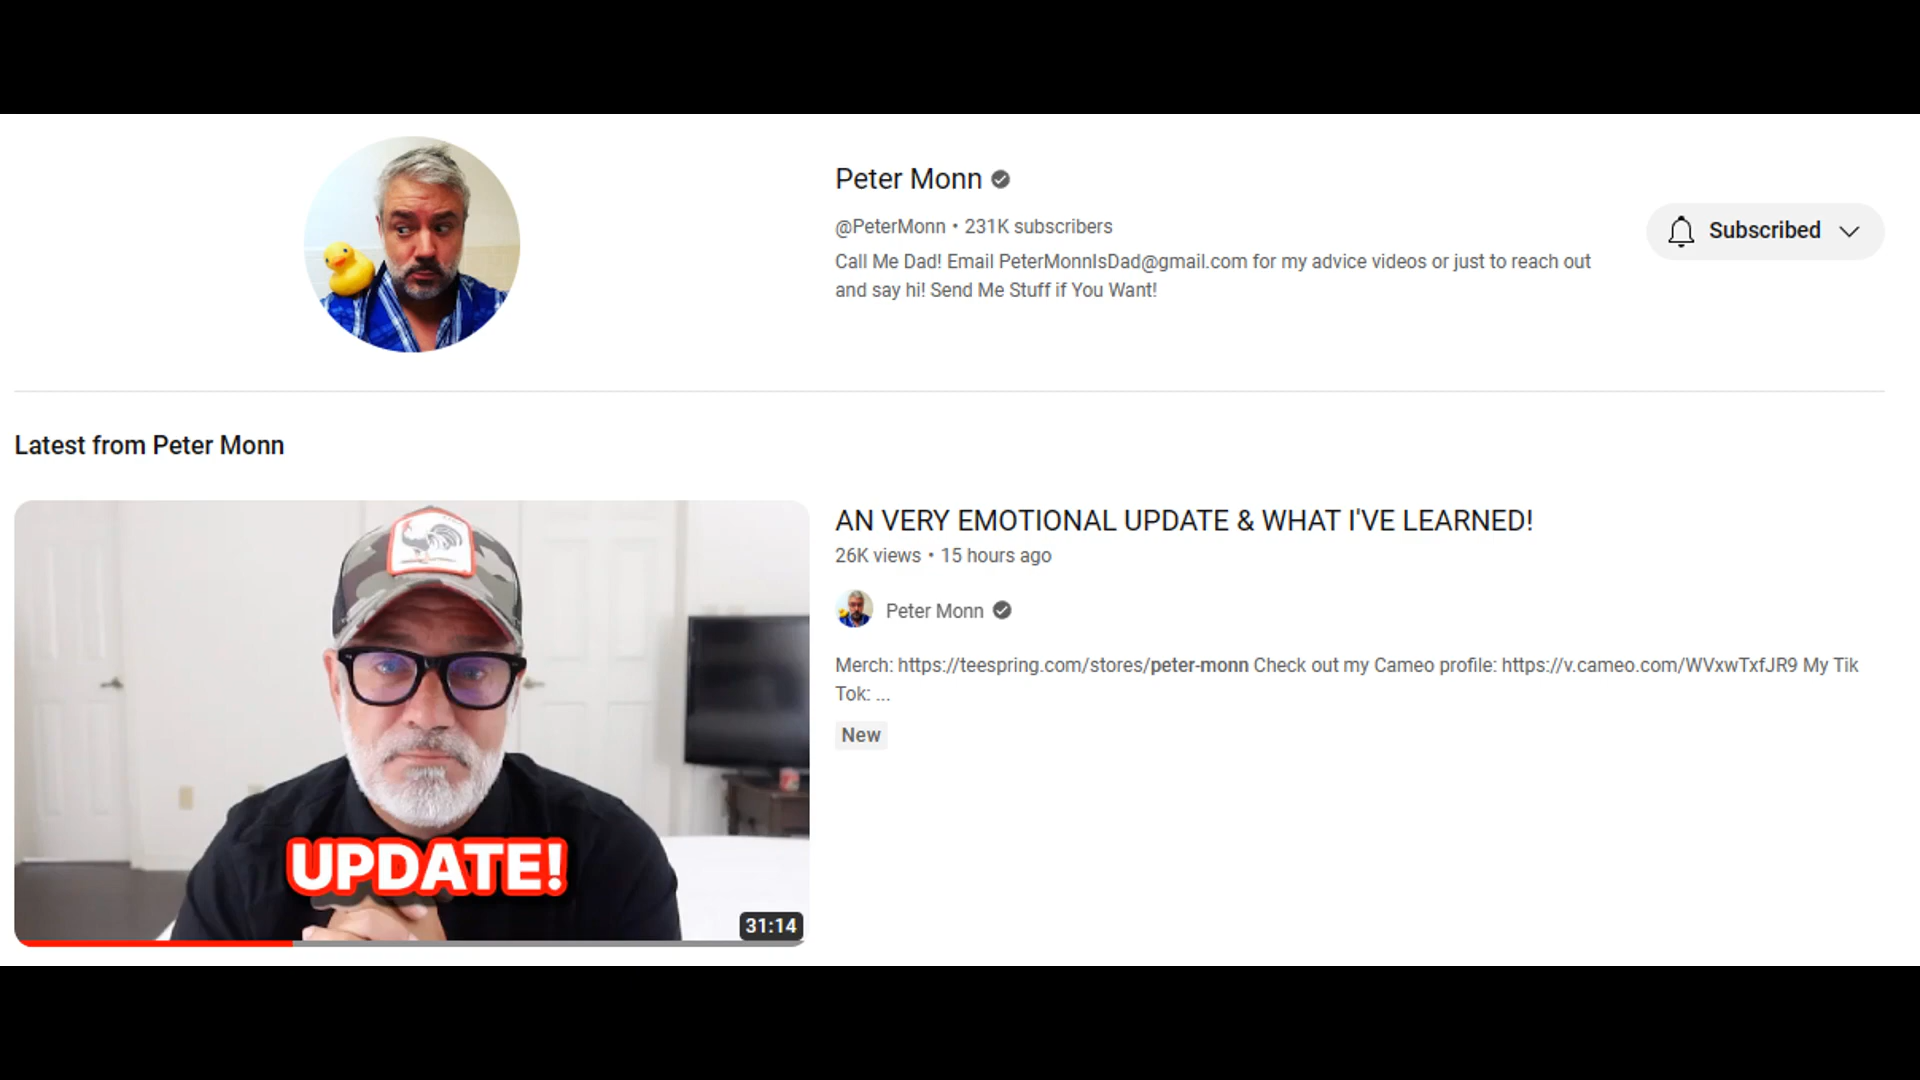 Peter Monn
@PeterMonn • 231K subscribers
Call Me Dad! Email PeterMonnIsDad@gmail.com for my advice videos or just to reach out
and say hi! Send Me Stuff if You Want!
Subscribed
Latest from Peter Monn
UPDATE!
31:14
AN VERY EMOTIONAL UPDATE & WHAT I'VE LEARNED!
26K views • 15 hours ago
Peter Monn
Merch: https://teespring.com/stores/peter-monn Check out my Cameo profile: https://v.cameo.com/WVxwTxfJR9 My Tik
Tok: ...
New